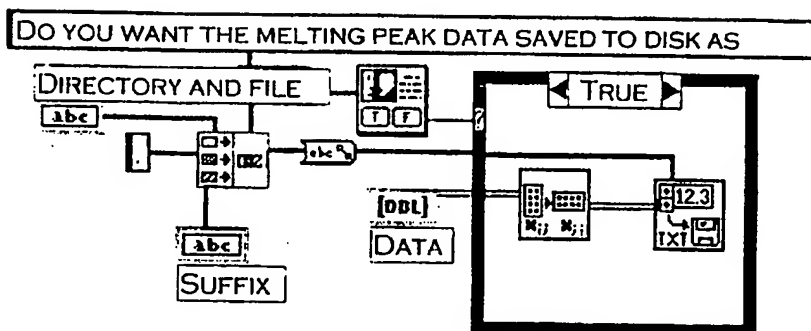 DO YOU WANT THE MELTING PEAK DATA SAVED TO DISK AS
DIRECTORY AND FILE
TRUE
abc
T F
?
.
abc
12.3
[DBL]
DATA
X i j X j i
TXT
abc
SUFFIX